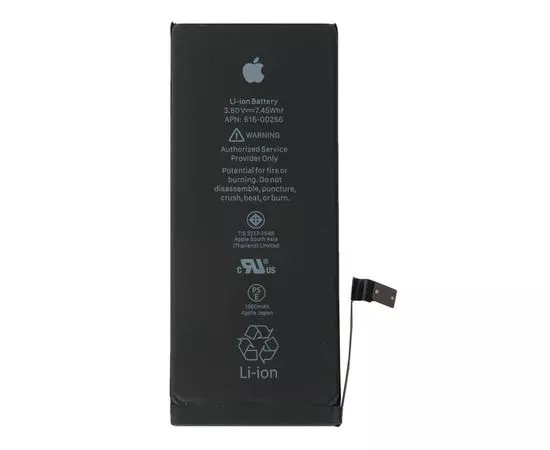 Li-ion Battery
3.80V⎓7.45Whr
APN: 616-00256
WARNING
Authorized Service
Provider Only
Potential for fire or
burning. Do not
disassemble, puncture,
crush, heat, or burn.
TIS 2217-2548
Apple South Asia
(Thailand) Limited
c RU US
PS
E
1960mAh
Apple Japan
Li-ion